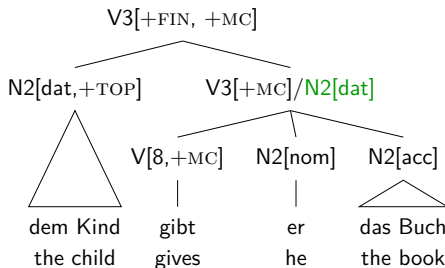 V3[+FIN, +MC]
N2[dat,+TOP] V3[+MC]/N2[dat]
V[8,+MC] N2[nom] N2[acc]
dem Kind gibt er das Buch
the child gives he the book